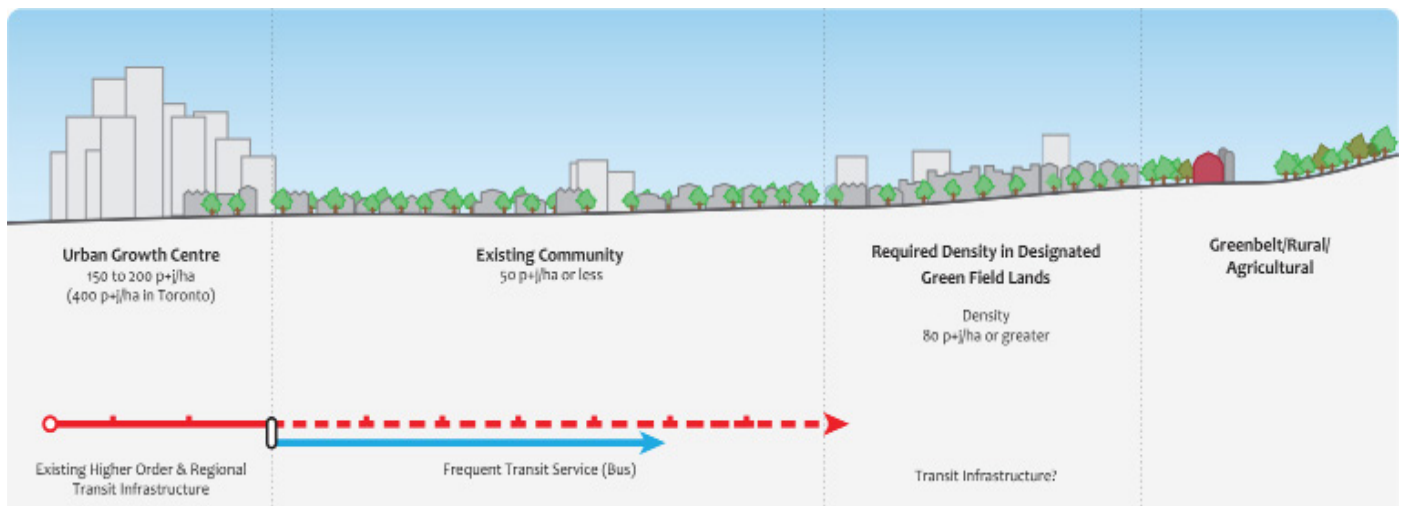 Urban Growth Centre
150 to 200 p+j/ha
(400 p+j/ha in Toronto)
Existing Community
50 p+j/ha or less
Required Density in Designated
Green Field Lands
Density
80 p+j/ha or greater
Greenbelt/Rural/
Agricultural
Existing Higher Order & Regional
Transit Infrastructure
Frequent Transit Service (Bus)
Transit Infrastructure?